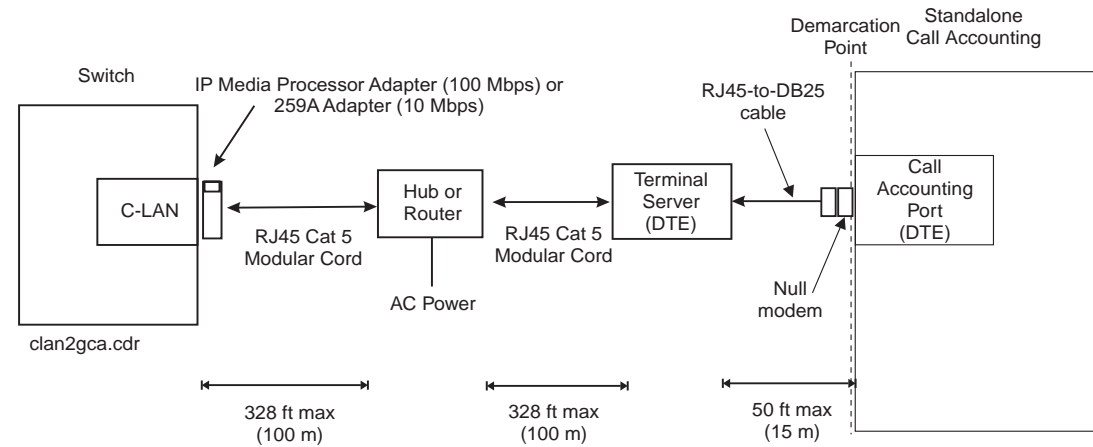 Standalone
Call Accounting
Demarcation
Point
Switch
IP Media Processor Adapter (100 Mbps) or
259A Adapter (10 Mbps)
RJ45-to-DB25
cable
C-LAN
Hub or
Router
Terminal
Server
(DTE)
Call
Accounting
Port
(DTE)
RJ45 Cat 5
Modular Cord
RJ45 Cat 5
Modular Cord
AC Power
Null
modem
clan2gca.cdr
328 ft max
(100 m)
328 ft max
(100 m)
50 ft max
(15 m)